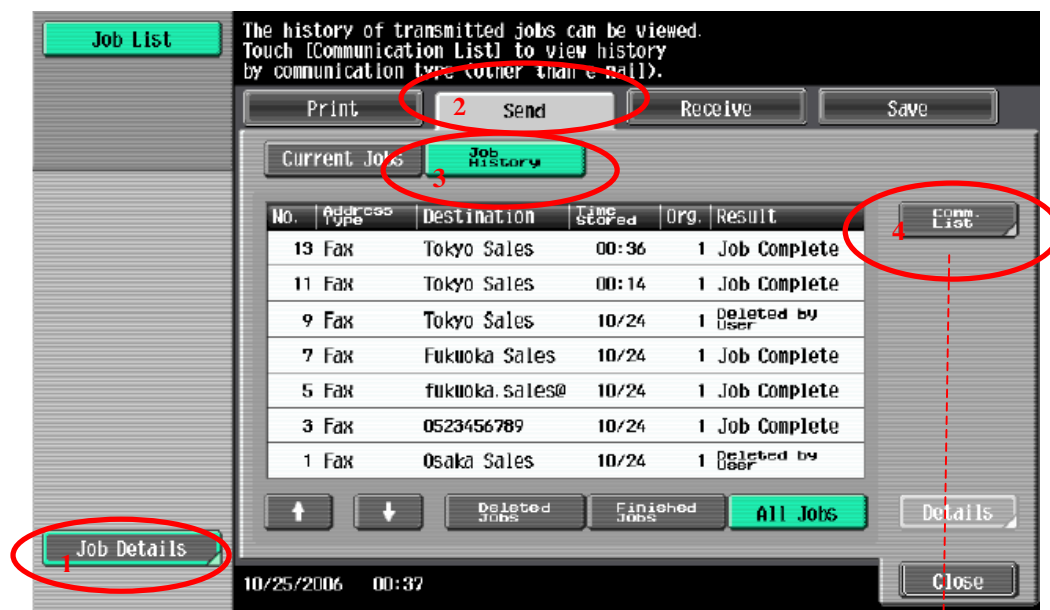 Job List
The history of transmitted jobs can be viewed.
Touch [Communication List] to view history
by communication type (other than e-mail).
Print 2 Send Receive Save
Current Jobs 3 Job History
No. Address Type Destination Time Stored Org. Result
4 Comm. List
13 Fax Tokyo Sales 00:36 1 Job Complete
11 Fax Tokyo Sales 00:14 1 Job Complete
9 Fax Tokyo Sales 10/24 1 Deleted by User
7 Fax Fukuoka Sales 10/24 1 Job Complete
5 Fax fukuoka.sales@ 10/24 1 Job Complete
3 Fax 0523456789 10/24 1 Job Complete
1 Fax Osaka Sales 10/24 1 Deleted by User
Deleted Jobs Finished Jobs All Jobs Details
1 Job Details
10/25/2006 00:37 Close